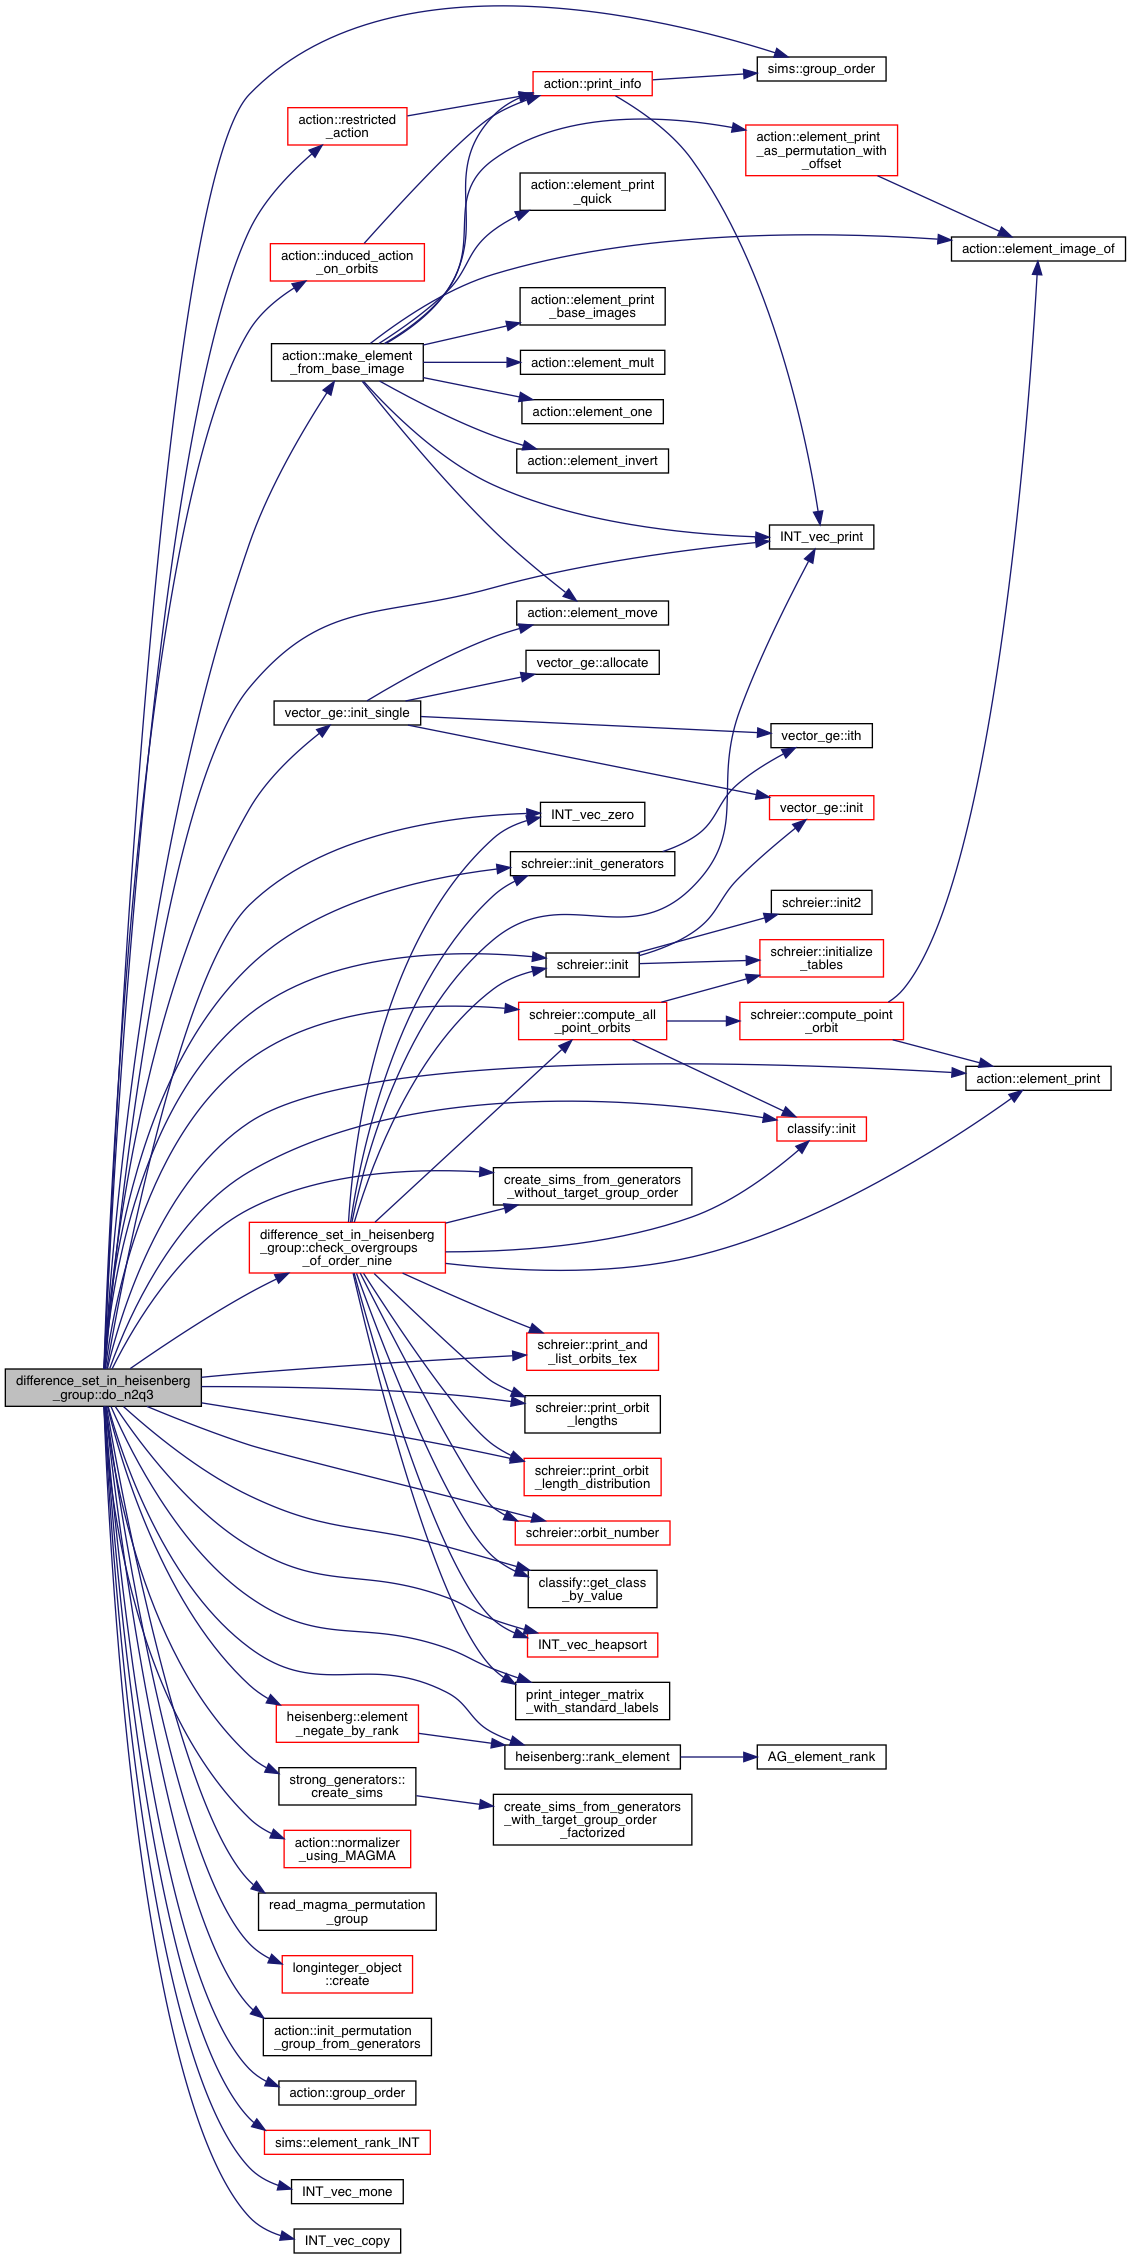 sims::group_order
action::print_info
action::restricted
_action
action::element_print
_as_permutation_with
_offset
action::element_print
_quick
action::induced_action
_on_orbits
action::element_image_of
action::element_print
_base_images
action::make_element
_from_base_image
action::element_mult
action::element_one
action::element_invert
INT_vec_print
action::element_move
vector_ge::allocate
vector_ge::init_single
vector_ge::ith
vector_ge::init
INT_vec_zero
schreier::init_generators
schreier::init2
schreier::init
schreier::initialize
_tables
schreier::compute_all
_point_orbits
schreier::compute_point
_orbit
action::element_print
classify::init
create_sims_from_generators
_without_target_group_order
difference_set_in_heisenberg
_group::check_overgroups
_of_order_nine
schreier::print_and
_list_orbits_tex
difference_set_in_heisenberg
_group::do_n2q3
schreier::print_orbit
_lengths
schreier::print_orbit
_length_distribution
schreier::orbit_number
classify::get_class
_by_value
INT_vec_heapsort
print_integer_matrix
_with_standard_labels
heisenberg::element
_negate_by_rank
heisenberg::rank_element
AG_element_rank
strong_generators::
create_sims
create_sims_from_generators
_with_target_group_order
_factorized
action::normalizer
_using_MAGMA
read_magma_permutation
_group
longinteger_object
::create
action::init_permutation
_group_from_generators
action::group_order
sims::element_rank_INT
INT_vec_mone
INT_vec_copy